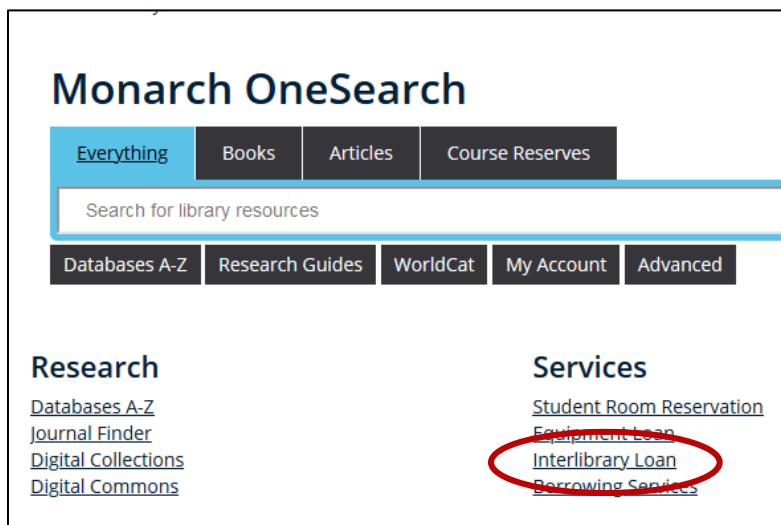 Monarch OneSearch
Everything Books Articles Course Reserves
Search for library resources
Databases A-Z Research Guides WorldCat My Account Advanced
Research
Databases A-Z
Journal Finder
Digital Collections
Digital Commons
Services
Student Room Reservation
Equipment Loan
Interlibrary Loan
Borrowing Services